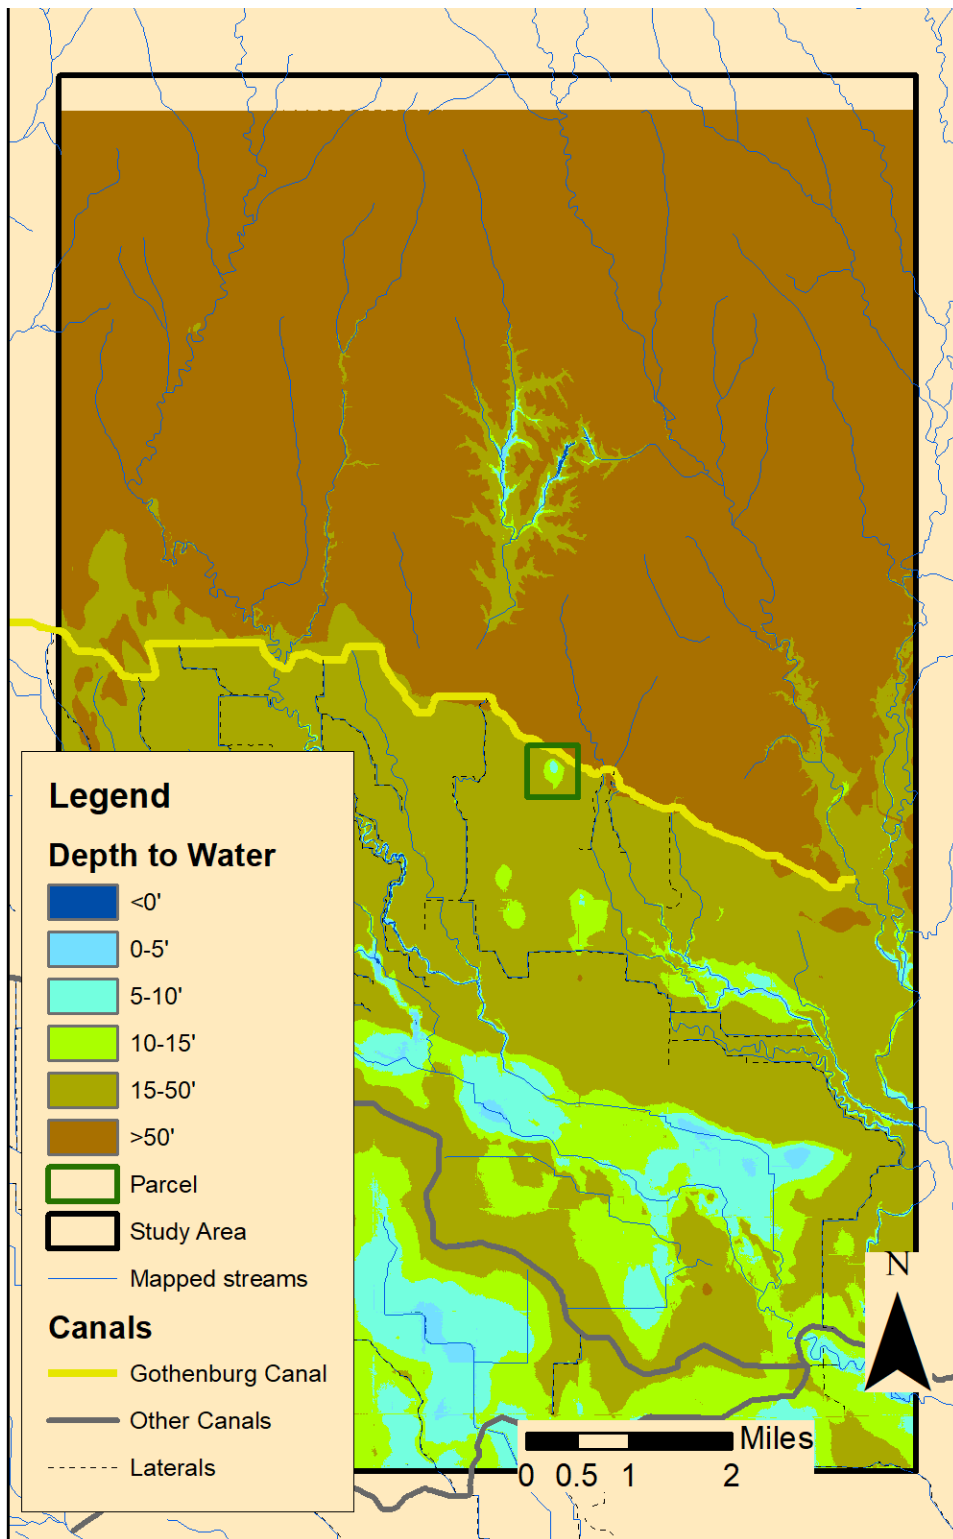 Legend
Depth to Water
<0'
0-5'
5-10'
10-15'
15-50'
>50'
Parcel
Study Area
Mapped streams
Canals
Gothenburg Canal
Other Canals
Laterals
N
Miles
0 0.5 1 2